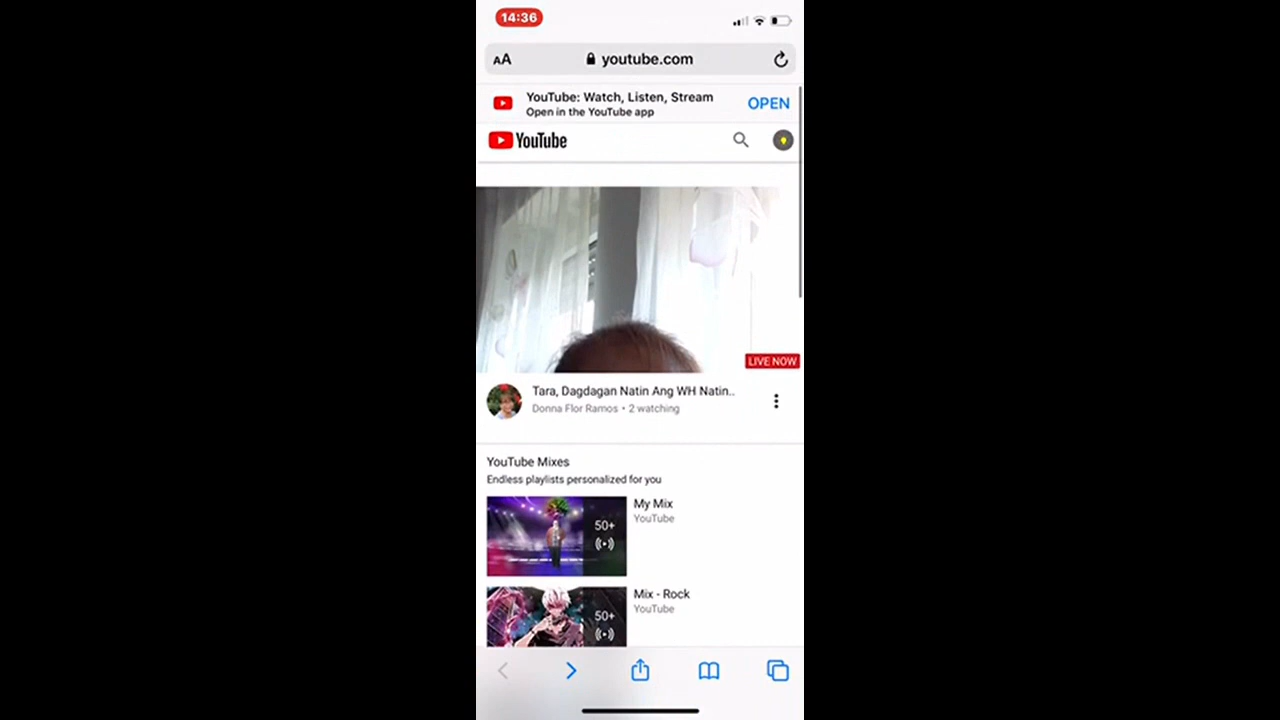 14:36
AA youtube.com
YouTube: Watch, Listen, Stream
Open in the YouTube app
OPEN
YouTube
LIVE NOW
Tara, Dagdagan Natin Ang WH Natin..
Donna Flor Ramos • 2 watching
YouTube Mixes
Endless playlists personalized for you
50+
My Mix
YouTube
50+
Mix - Rock
YouTube